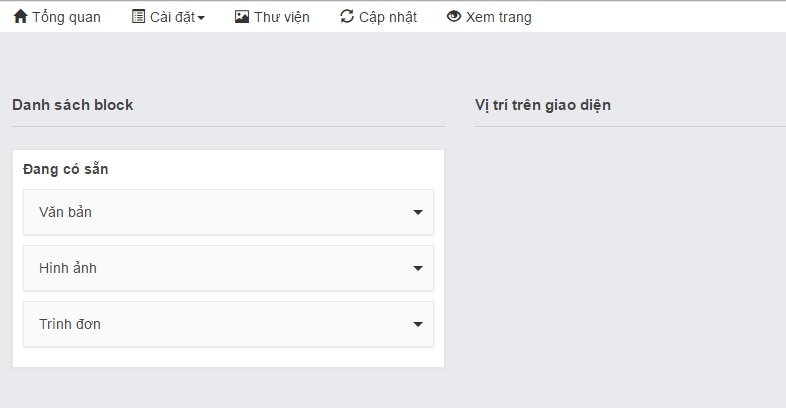 Tổng quan Cài đặt Thư viện Cập nhật Xem trang
Danh sách block
Vị trí trên giao diện
Đang có sẵn
Văn bản
Hình ảnh
Trình đơn